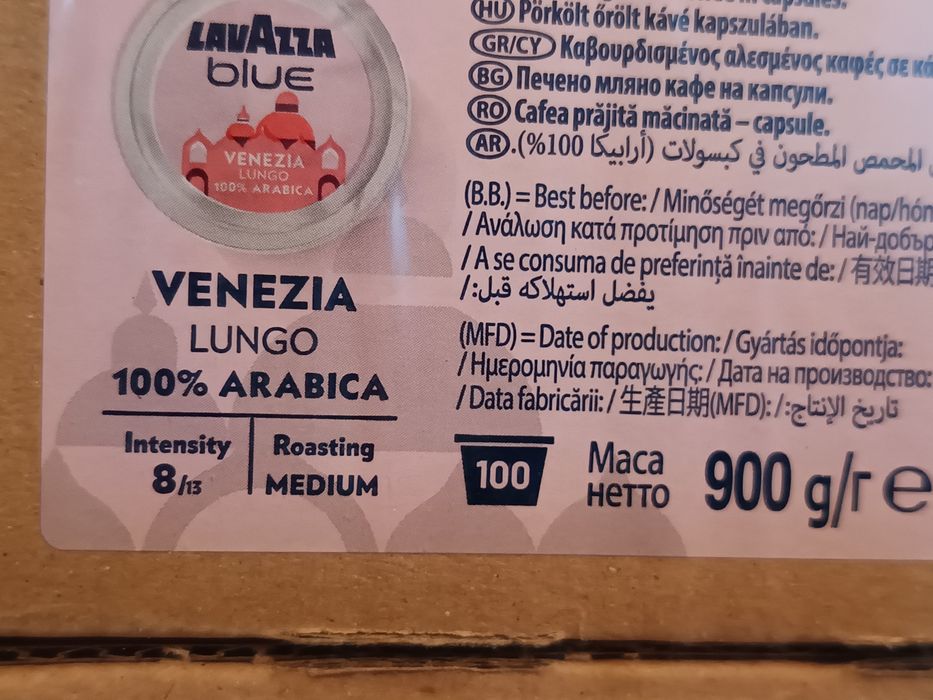 LAVAZZA
blue
VENEZIA
LUNGO
100% ARABICA
VENEZIA
LUNGO
100% ARABICA
Intensity
8/13
Roasting
MEDIUM
capsules.
HU Pörkölt őrölt kávé kapszulában.
GR/CY Καβουρδισμένος αλεσμένος καφές σε
BG Печено мляно кафе на капсули.
RO Cafea prăjită măcinată – capsule.
AR المحمص المطحون في كبسولات (أرابيكا 100%).
(B.B.) = Best before: / Minőségét megőrzi (nap/
/ Ανάλωση κατά προτίμηση πριν από: /
/ A se consuma de preferință înainte de: / 有效日期
يفضل استهلاكه قبل:/
(MFD) = Date of production: / Gyártás időpontja:
/ Ημερομηνία παραγωγής: / Дата на производство:
/ Data fabricării: / 生產日期(MFD): /تاريخ الإنتاج:
100
Маса
нетто
900 g/г e